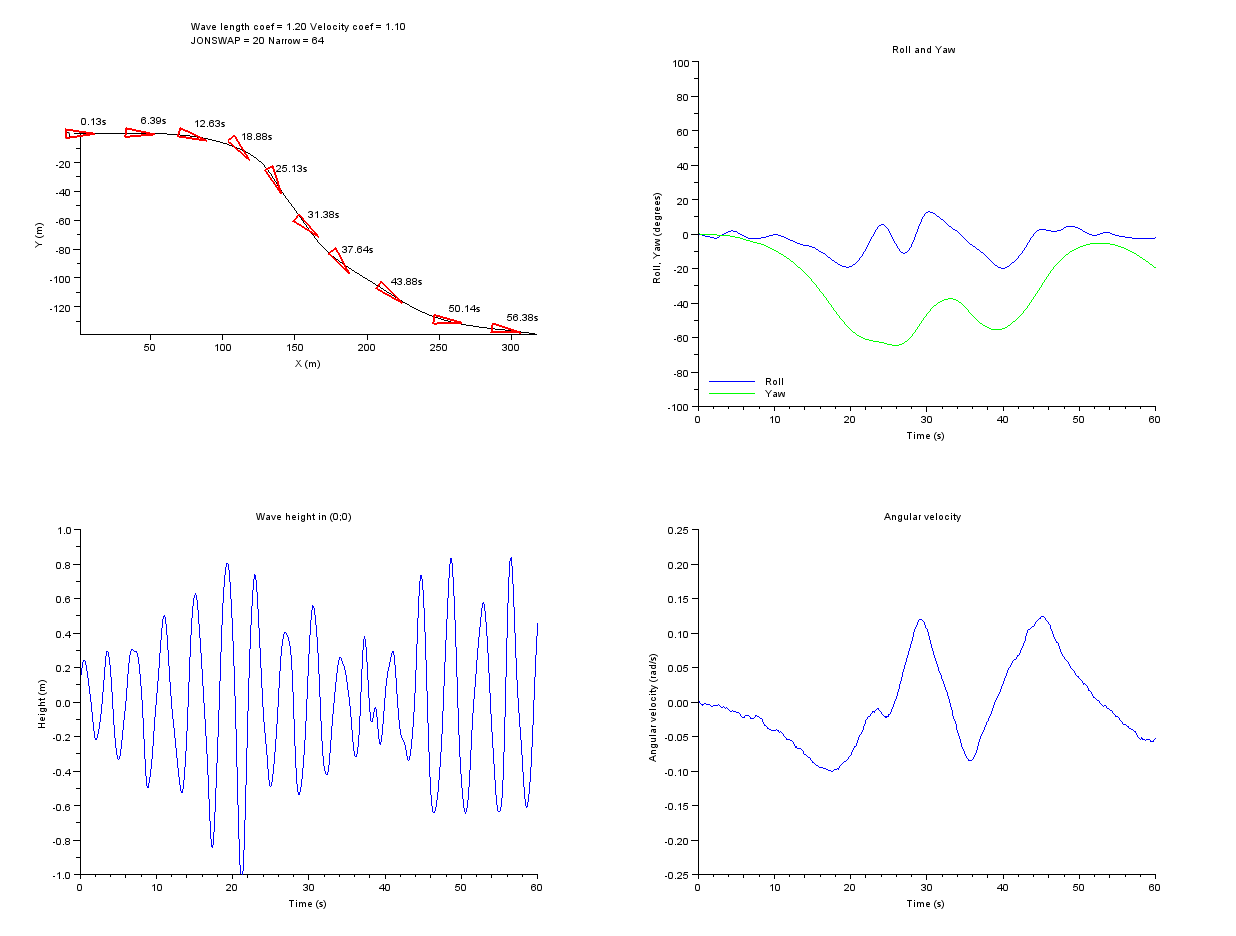 Wave length coef = 1.20 Velocity coef = 1.10
JONSWAP = 20 Narrow = 64
0.13s
6.39s
12.63s
18.88s
25.13s
31.38s
37.64s
43.88s
50.14s
56.38s
-20
-40
-60
-80
-100
-120
Y (m)
50 100 150 200 250 300
X (m)
Roll and Yaw
100
80
60
40
20
0
-20
-40
-60
-80
-100
Roll, Yaw (degrees)
Roll
Yaw
0 10 20 30 40 50 60
Time (s)
Wave height in (0;0)
1.0
0.8
0.6
0.4
0.2
0.0
-0.2
-0.4
-0.6
-0.8
-1.0
Height (m)
0 10 20 30 40 50 60
Time (s)
Angular velocity
0.25
0.20
0.15
0.10
0.05
0.00
-0.05
-0.10
-0.15
-0.20
-0.25
Angular velocity (rad/s)
0 10 20 30 40 50 60
Time (s)